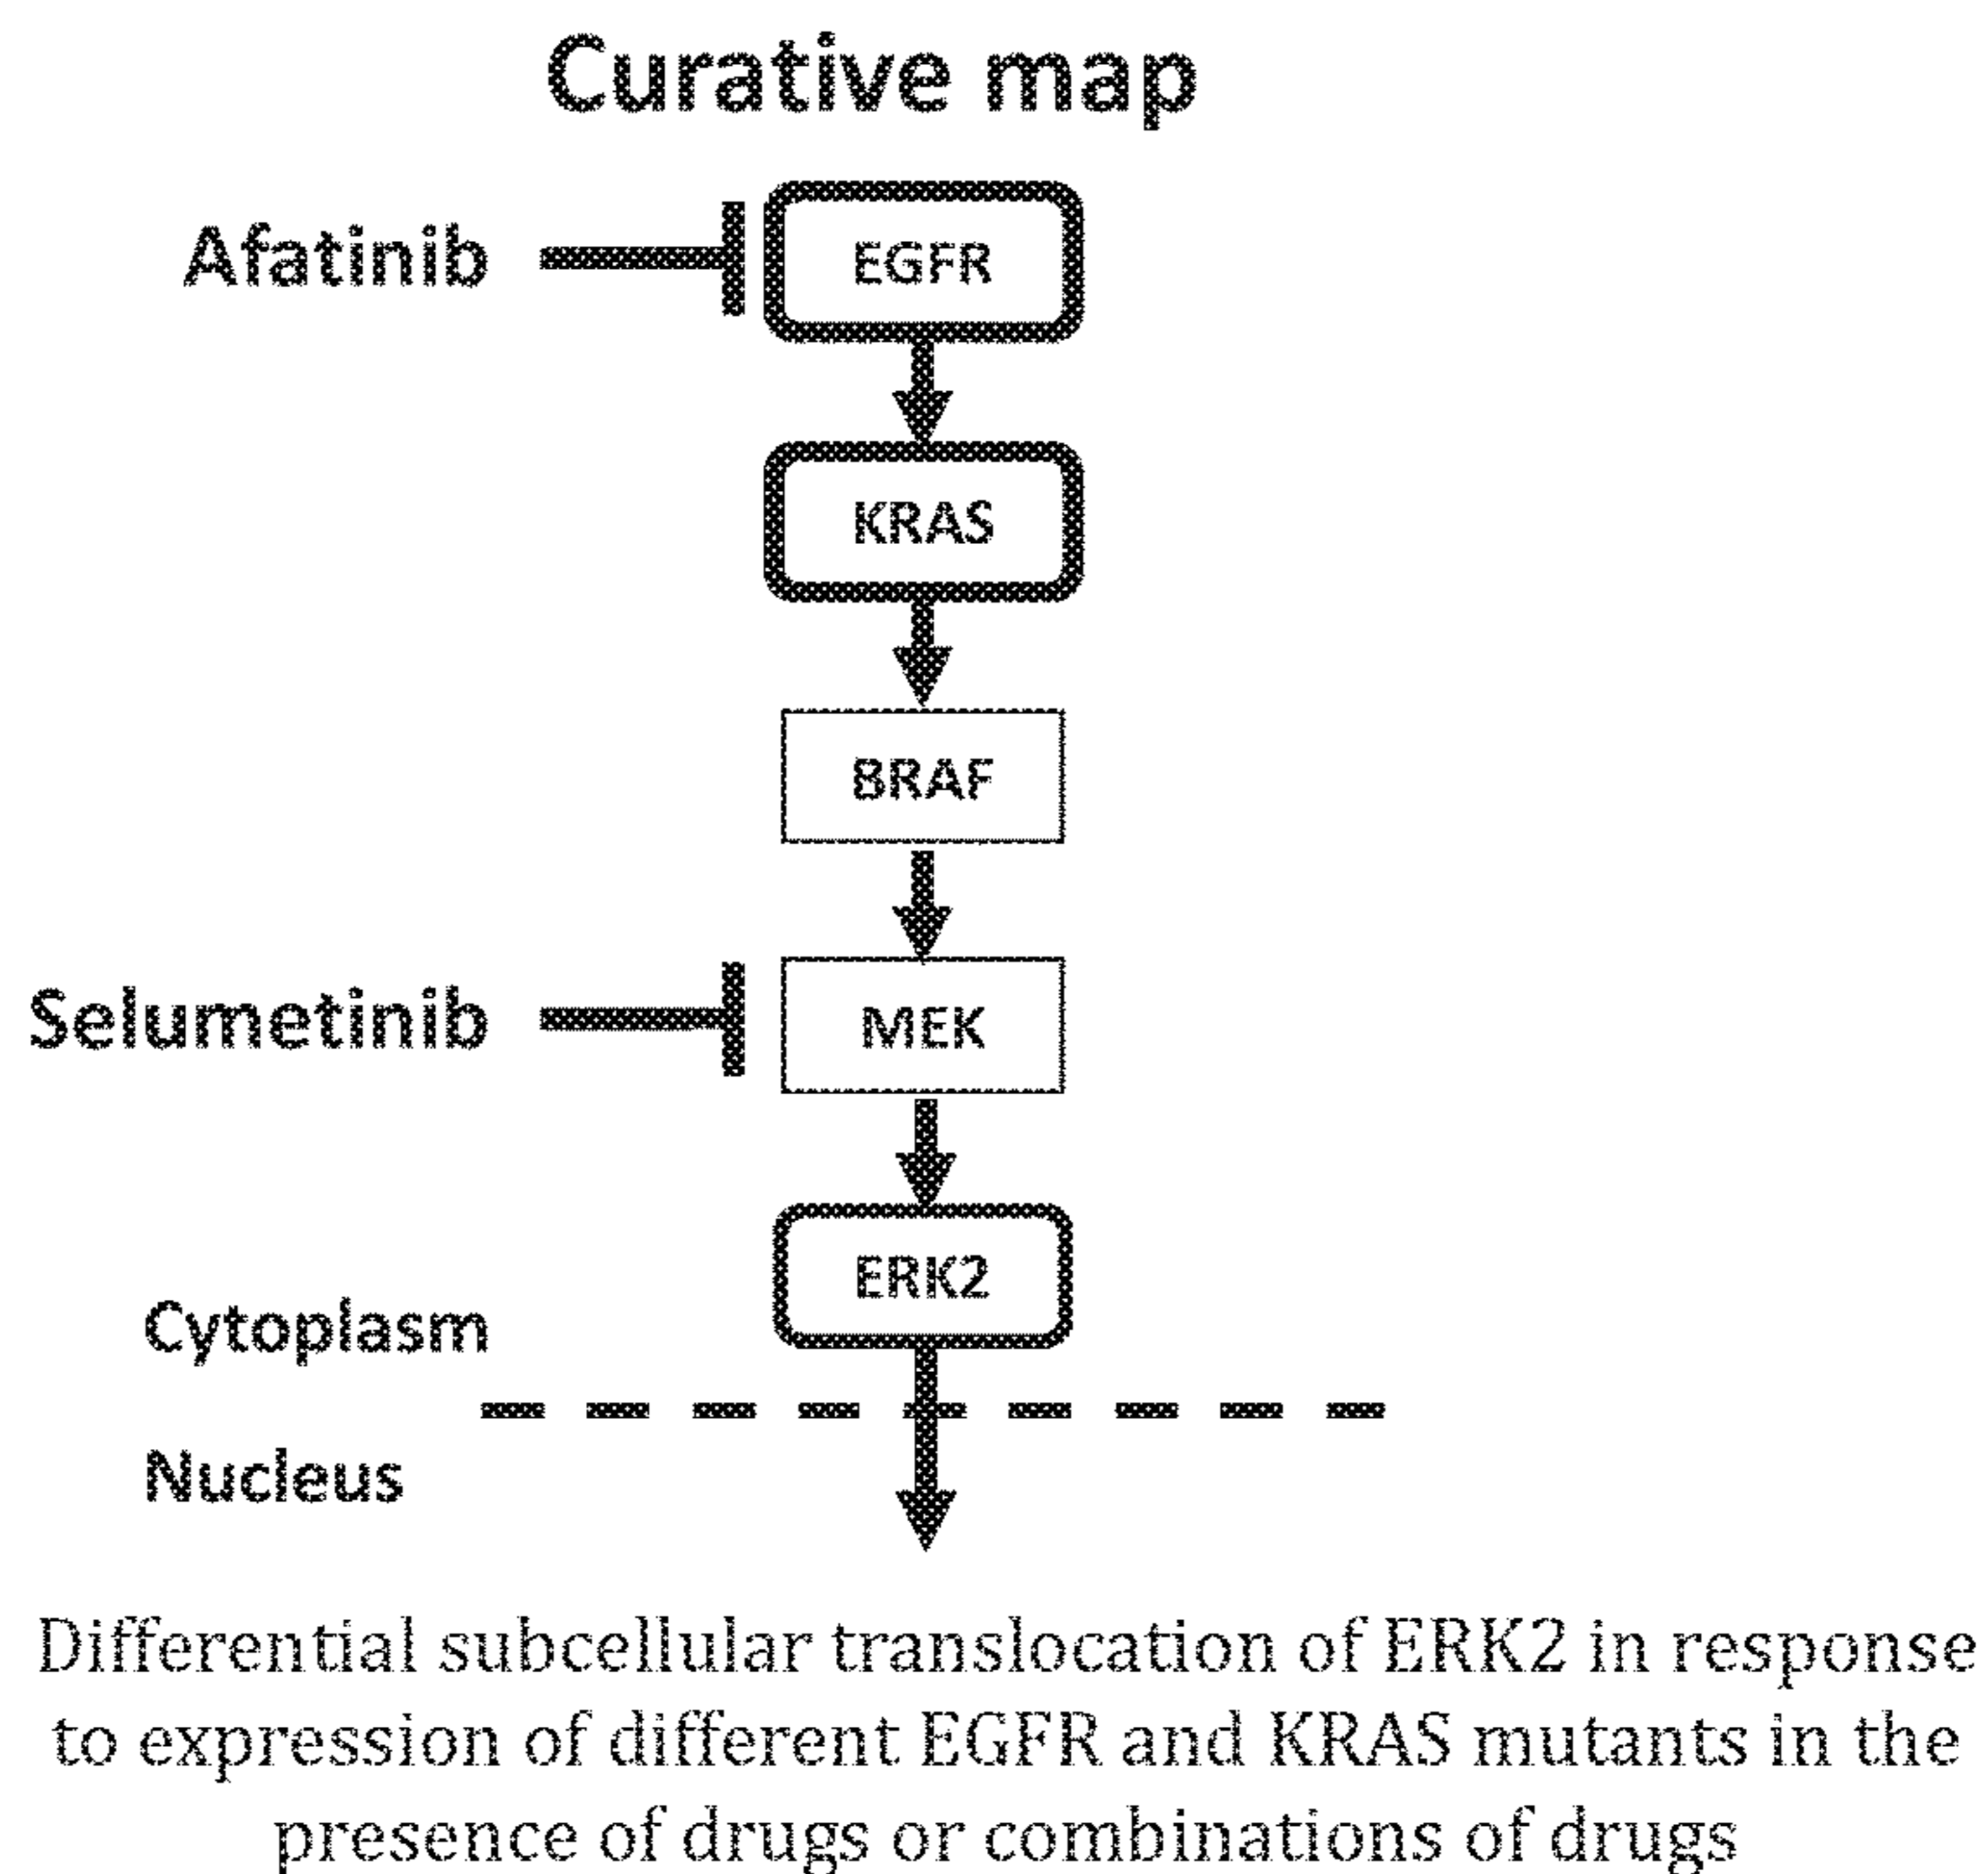 Curative map
Afatinib
EGFR
KRAS
BRAF
Selumetinib
MEK
ERK2
Cytoplasm
Nucleus
Differential subcellular translocation of ERK2 in response
to expression of different EGFR and KRAS mutants in the
presence of drugs or combinations of drugs